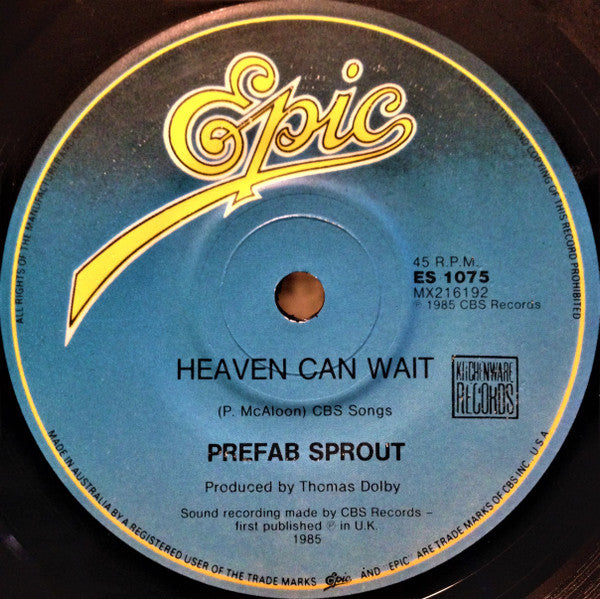 Epic
45 R.P.M.
ES 1075
MX216192
℗ 1985 CBS Records
HEAVEN CAN WAIT
KITCHENWARE
RECORDS
(P. McAloon) CBS Songs
PREFAB SPROUT
Produced by Thomas Dolby
Sound recording made by CBS Records –
first published ℗ in U.K.
1985
MADE IN AUSTRALIA BY A REGISTERED USER OF THE TRADE MARKS Epic AND "EPIC" ARE TRADE MARKS OF CBS INC., U.S.A.
ALL RIGHTS OF THE
COPYING OF THIS RECORD PROHIBITED